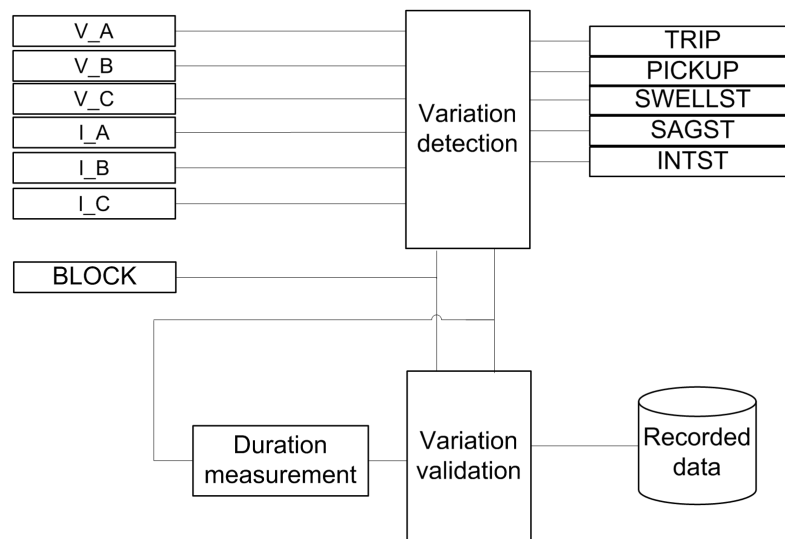 V_A
V_B
V_C
I_A
I_B
I_C
BLOCK
Variation
detection
TRIP
PICKUP
SWELLST
SAGST
INTST
Duration
measurement
Variation
validation
Recorded
data